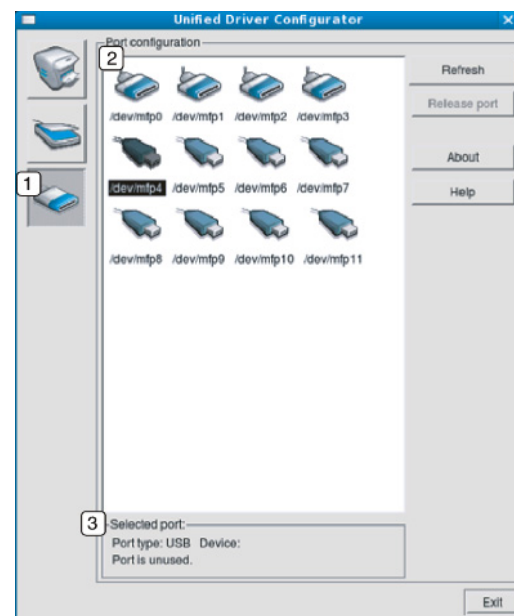 Unified Driver Configurator
Port configuration
2
Refresh
/dev/mfp0 /dev/mfp1 /dev/mfp2 /dev/mfp3
Release port
About
1
/dev/mfp4 /dev/mfp5 /dev/mfp6 /dev/mfp7
Help
/dev/mfp8 /dev/mfp9 /dev/mfp10 /dev/mfp11
3
Selected port:
Port type: USB Device:
Port is unused.
Exit